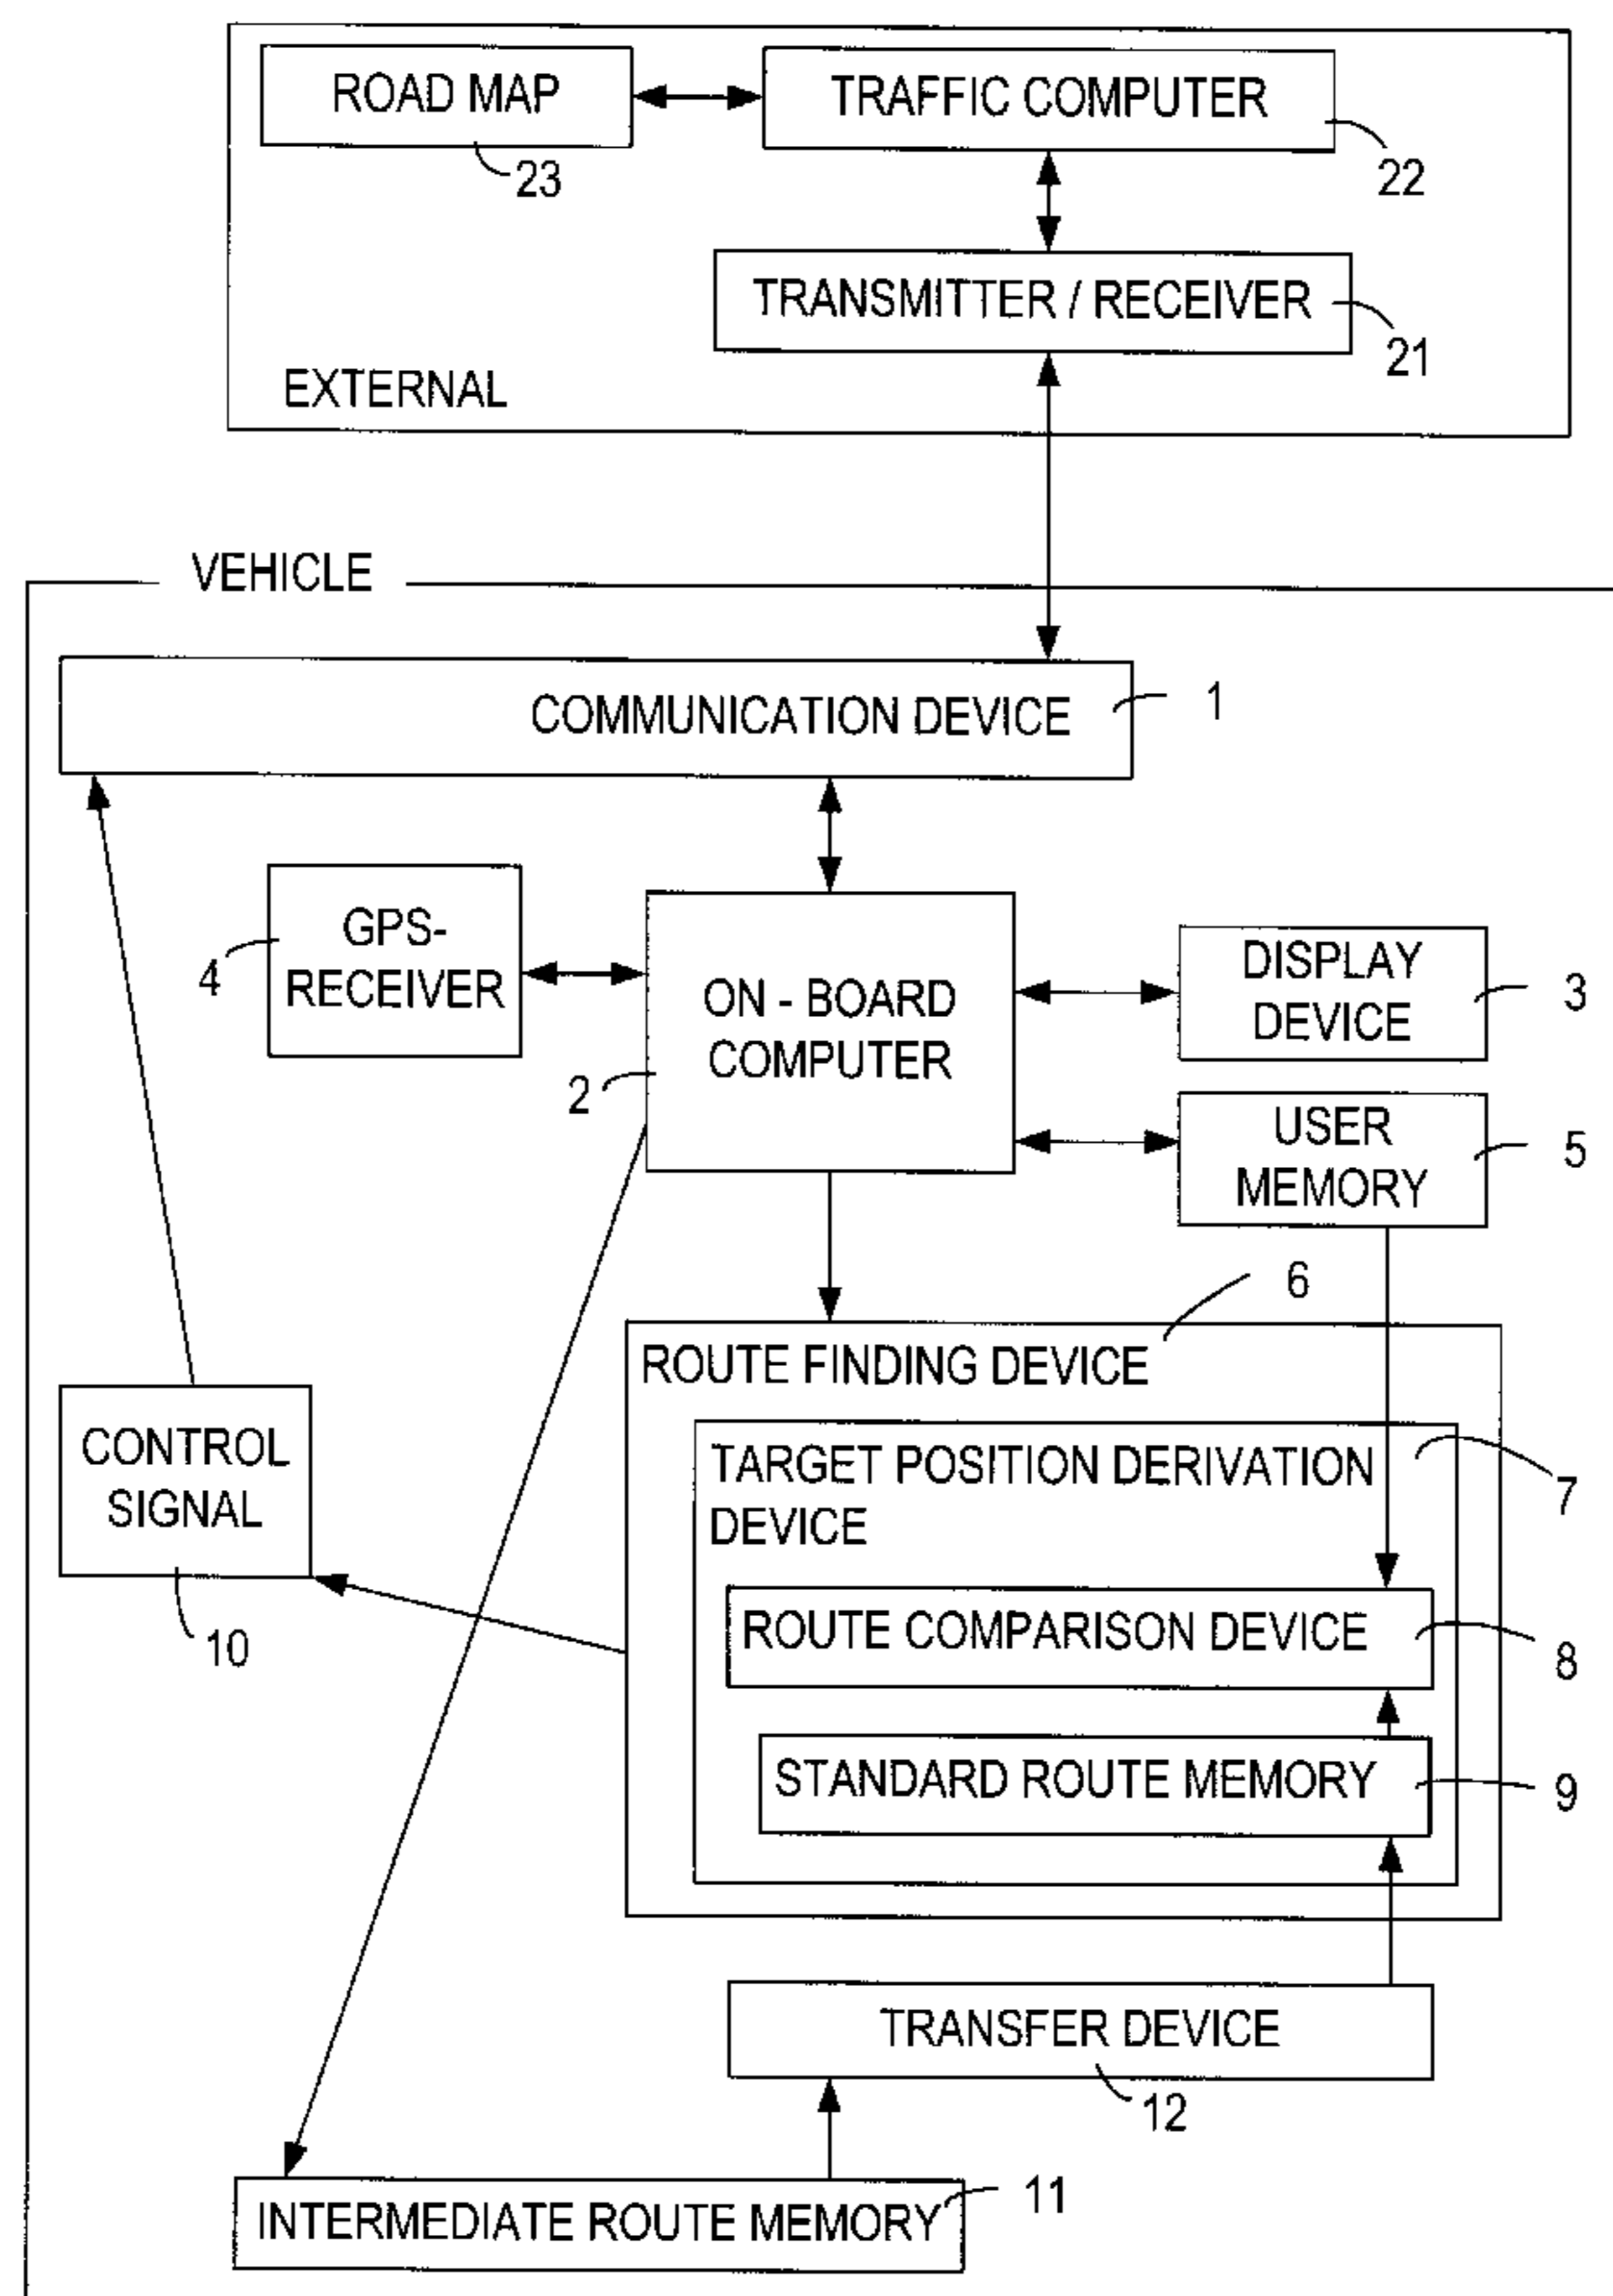 ROAD MAP
TRAFFIC COMPUTER
23
22
TRANSMITTER / RECEIVER
21
EXTERNAL
VEHICLE
COMMUNICATION DEVICE
1
GPS-
RECEIVER
4
ON - BOARD
COMPUTER
2
DISPLAY
DEVICE
3
USER
MEMORY
5
6
ROUTE FINDING DEVICE
CONTROL
SIGNAL
10
TARGET POSITION DERIVATION
DEVICE
7
ROUTE COMPARISON DEVICE
8
STANDARD ROUTE MEMORY
9
TRANSFER DEVICE
12
INTERMEDIATE ROUTE MEMORY
11